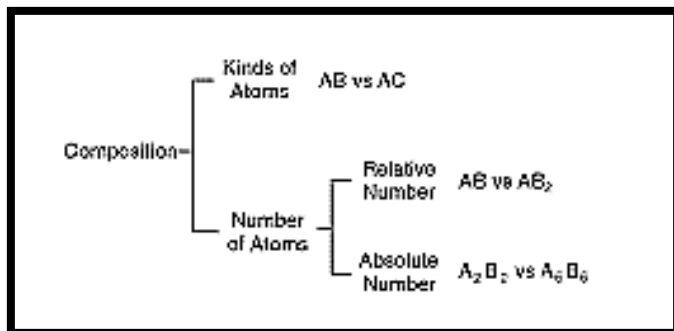 Kinds of
Atoms AB vs AC
Composition
Relative
Number AB vs AB₂
Number
of Atoms
Absolute
Number A₂B₂ vs A₆B₆